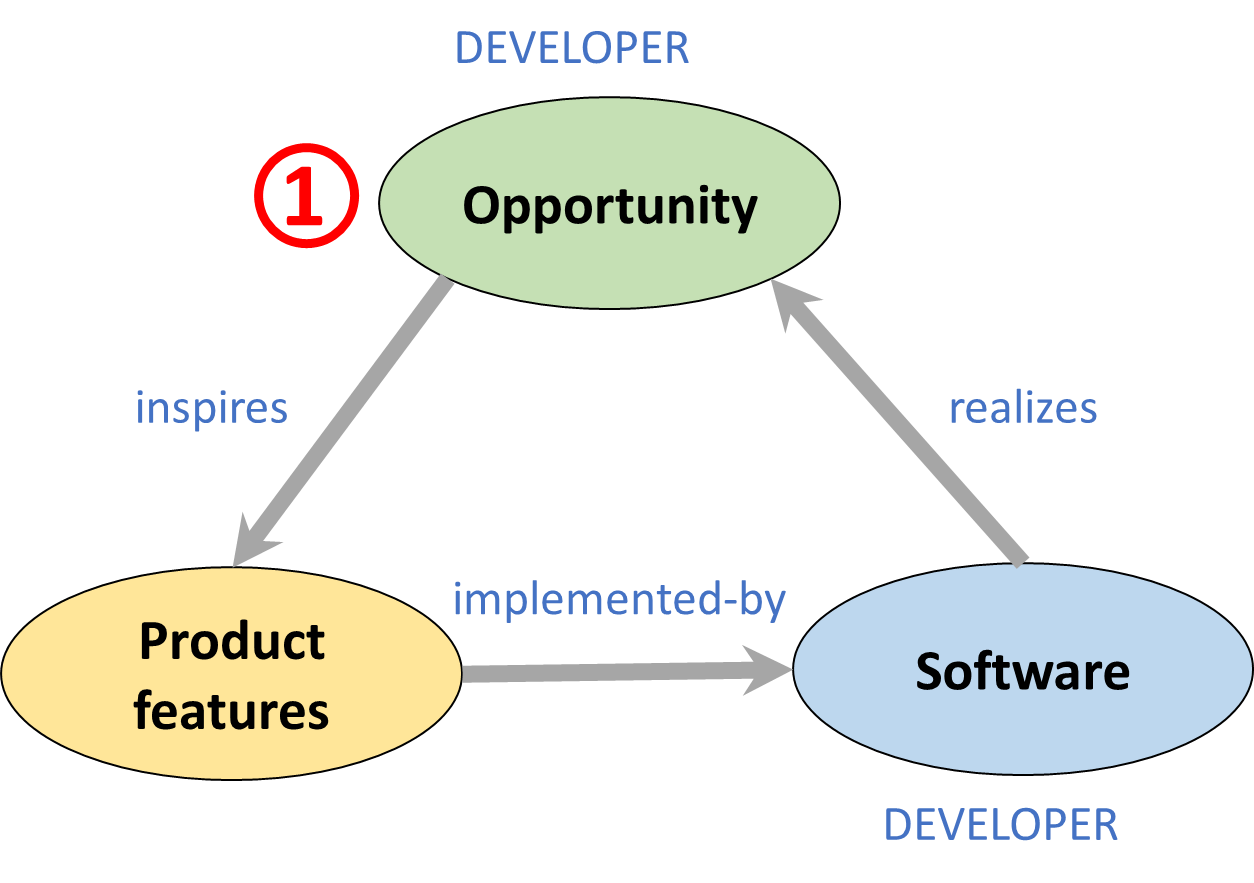 DEVELOPER
1
Opportunity
inspires
realizes
implemented-by
Product
features
Software
DEVELOPER